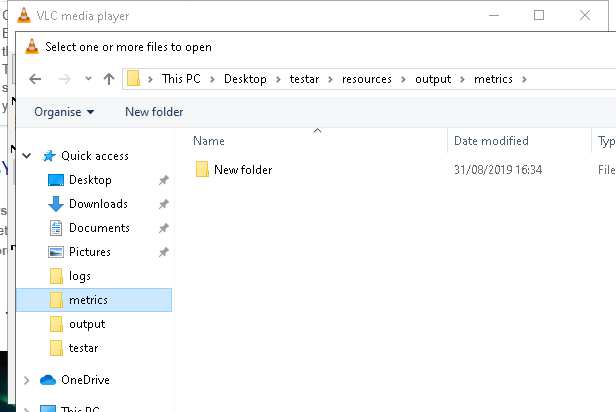 VLC media player
Select one or more files to open
This PC > Desktop > testar > resources > output > metrics >
Organise New folder
Name Date modified
Quick access
New folder 31/08/2019 16:34
Desktop
Downloads
Documents
Pictures
logs
metrics
output
testar
OneDrive
This PC